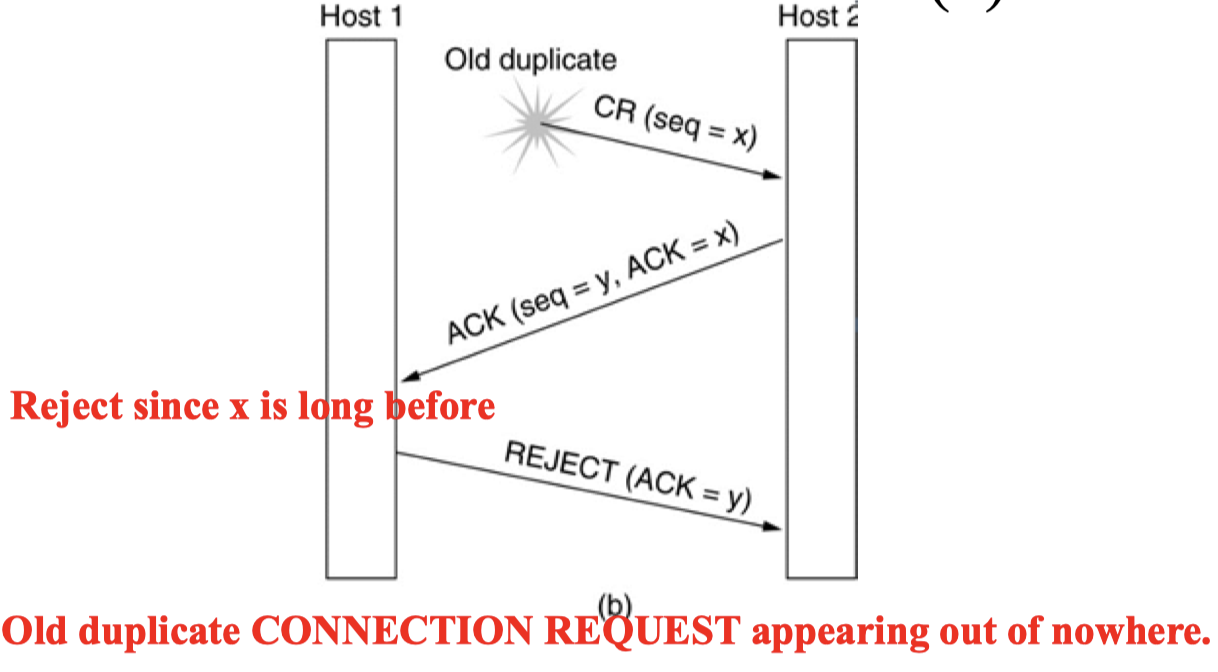 Host 1
Host 2
Old duplicate
CR (seq = x)
ACK (seq = y, ACK = x)
Reject since x is long before
REJECT (ACK = y)
(b)
Old duplicate CONNECTION REQUEST appearing out of nowhere.